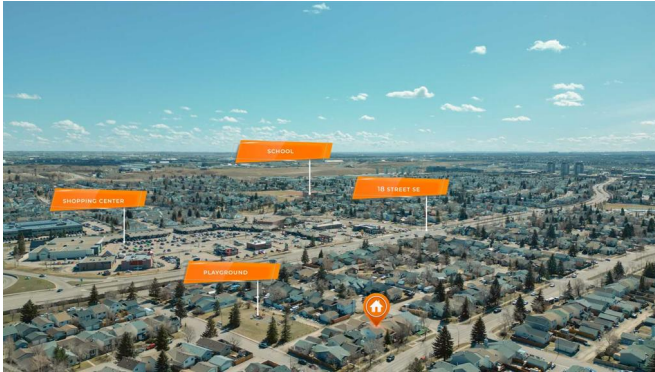 SCHOOL
18 STREET SE
SHOPPING CENTER
PLAYGROUND